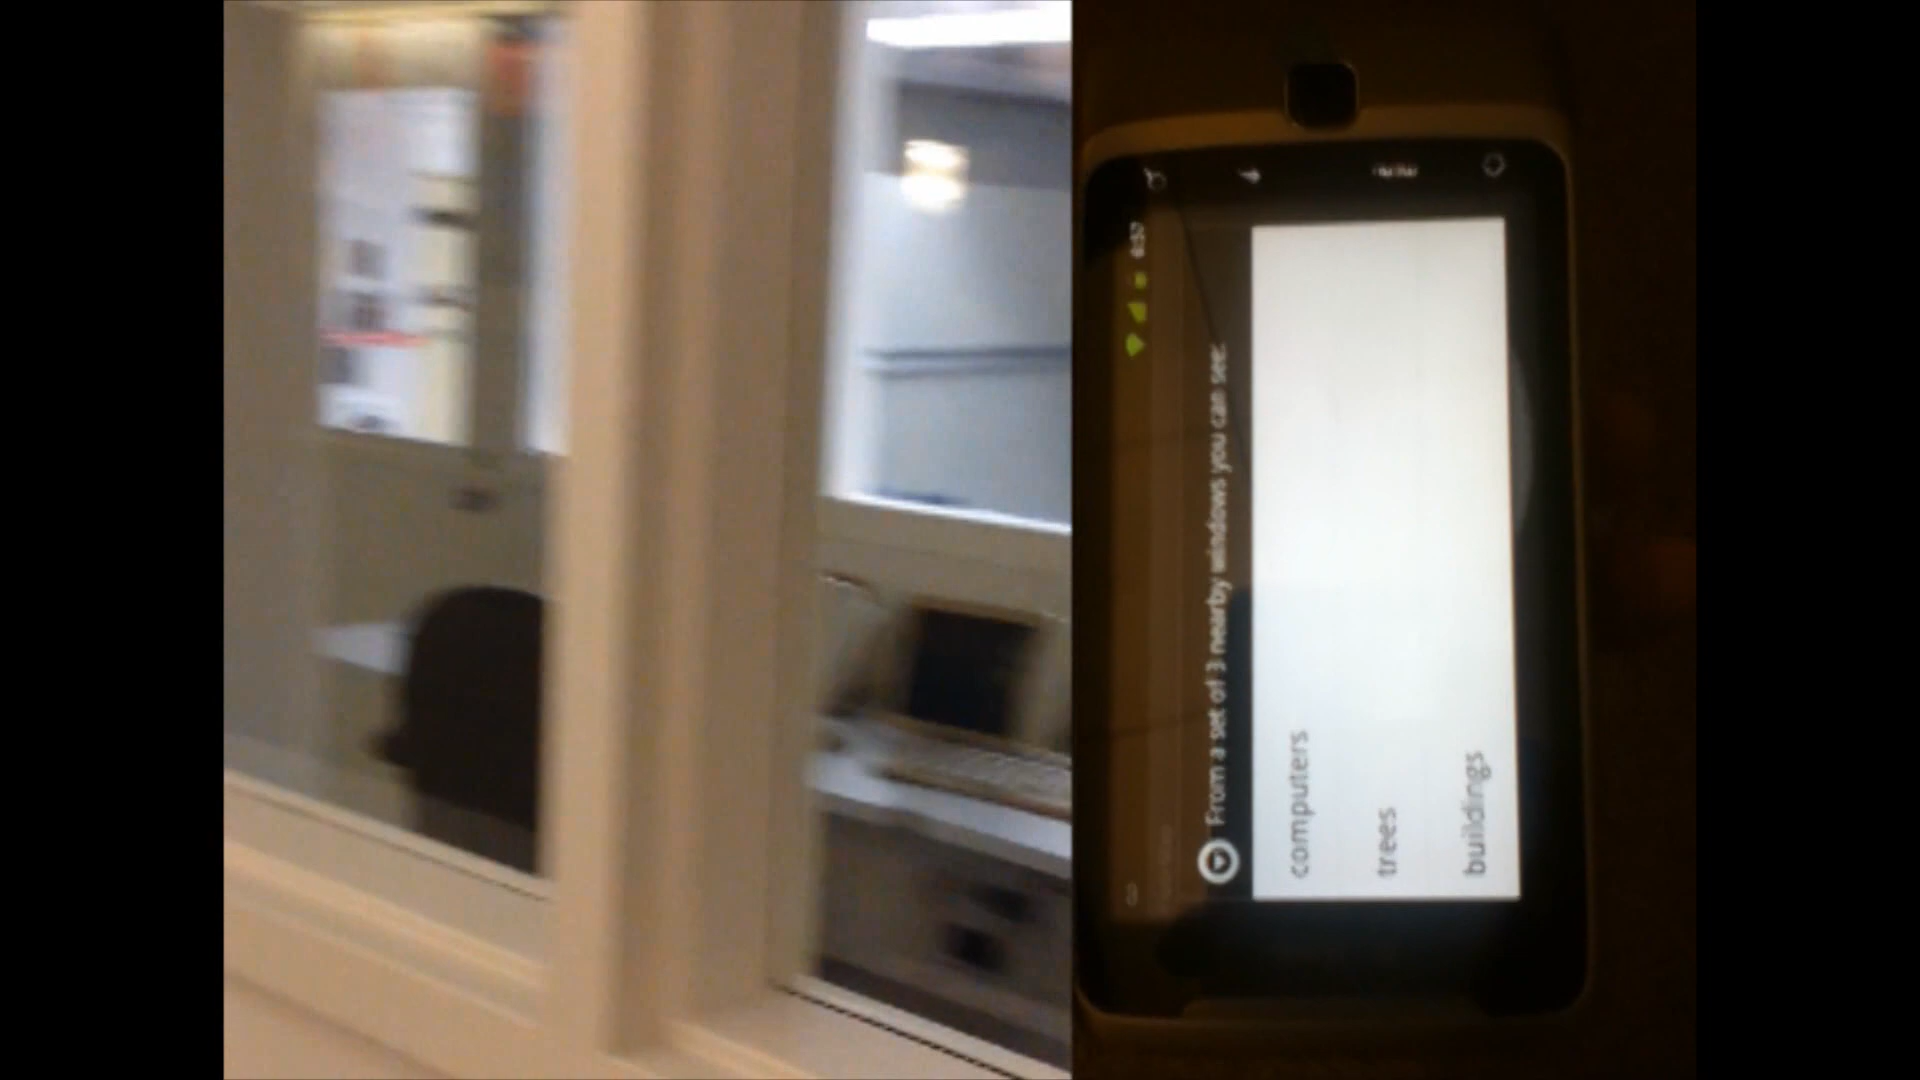 From a set of 3 nearby windows you can see:
computers
trees
buildings